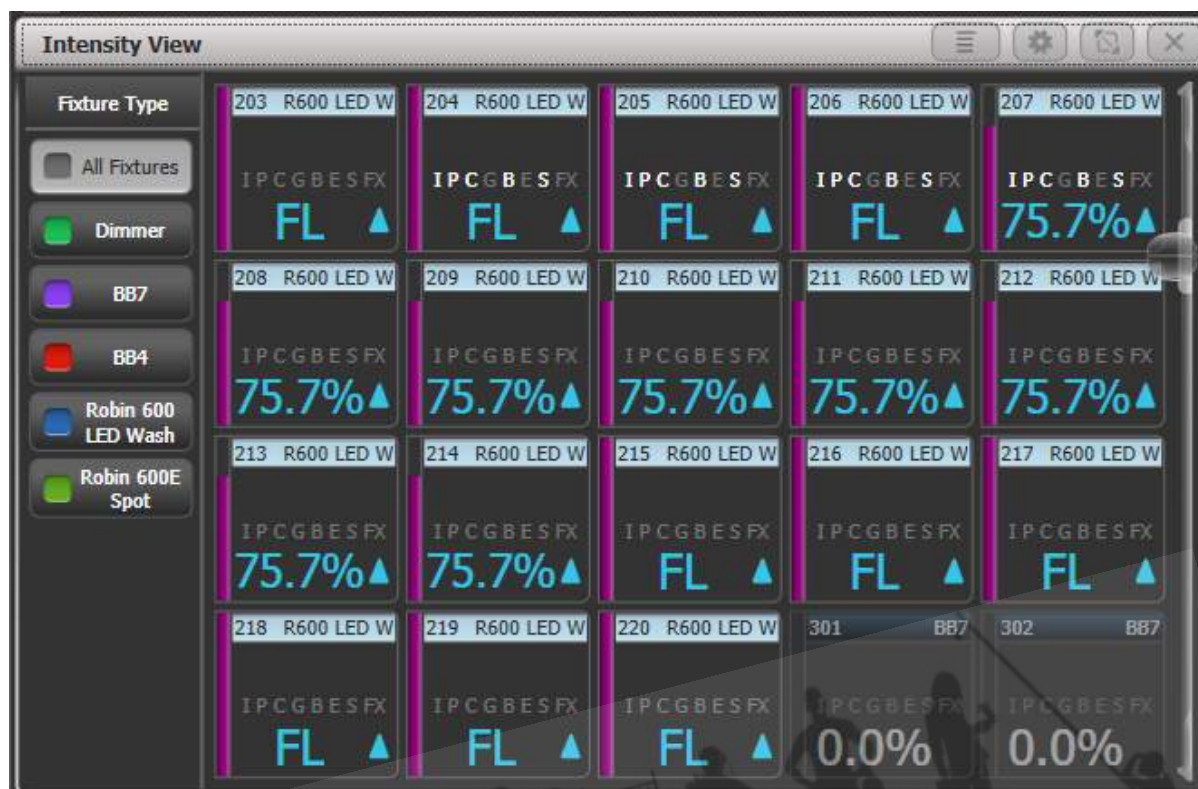 Intensity View
Fixture Type
All Fixtures
Dimmer
BB7
BB4
Robin 600
LED Wash
Robin 600E
Spot
203 R600 LED W 204 R600 LED W 205 R600 LED W 206 R600 LED W 207 R600 LED W
IPCGBESFX IPCGBESFX IPCGBESFX IPCGBESFX IPCGBESFX
FL FL FL FL 75.7%
208 R600 LED W 209 R600 LED W 210 R600 LED W 211 R600 LED W 212 R600 LED W
IPCGBESFX IPCGBESFX IPCGBESFX IPCGBESFX IPCGBESFX
75.7% 75.7% 75.7% 75.7% 75.7%
213 R600 LED W 214 R600 LED W 215 R600 LED W 216 R600 LED W 217 R600 LED W
IPCGBESFX IPCGBESFX IPCGBESFX IPCGBESFX IPCGBESFX
75.7% 75.7% FL FL FL
218 R600 LED W 219 R600 LED W 220 R600 LED W 301 BB7 302 BB7
IPCGBESFX IPCGBESFX IPCGBESFX IPCGBESFX IPCGBESFX
FL FL FL 0.0% 0.0%